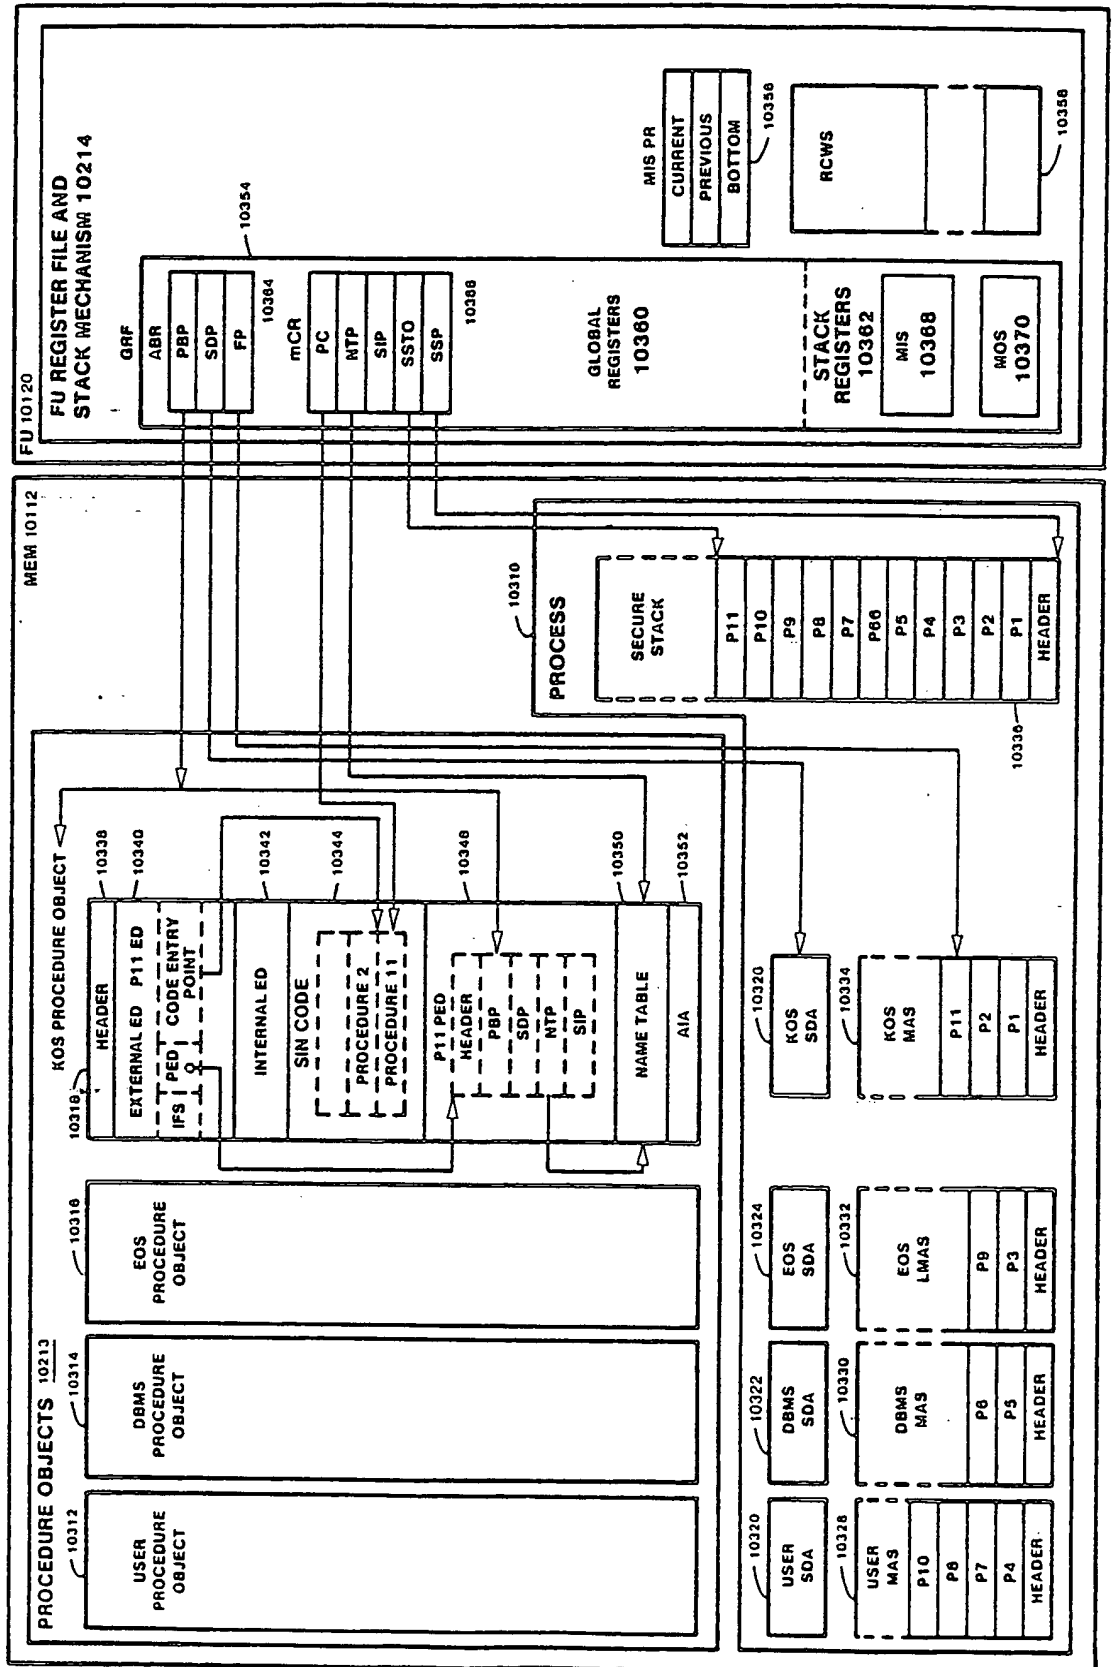 PROCEDURE OBJECTS 10213
10312
USER
PROCEDURE
OBJECT
10314
DBMS
PROCEDURE
OBJECT
10316
EOS
PROCEDURE
OBJECT
KOS PROCEDURE OBJECT
10318
HEADER
10338
EXTERNAL ED P11 ED
10340
IFS
PED
CODE ENTRY
POINT
INTERNAL ED
10342
SIN CODE
10344
PROCEDURE 2
PROCEDURE 11
P11 PED
10348
HEADER
PBP
SDP
NTP
SIP
NAME TABLE
10350
AIA
10352
MEM 10112
10320
USER
SDA
10322
DBMS
SDA
10324
EOS
SDA
10320
KOS
SDA
10328
USER
MAS
P10
P8
P7
P4
HEADER
10330
DBMS
MAS
P6
P5
HEADER
10332
EOS
LMAS
P9
P3
HEADER
10334
KOS
MAS
P11
P2
P1
HEADER
10310
PROCESS
SECURE
STACK
P11
P10
P9
P8
P7
P66
P5
P4
P3
P2
P1
HEADER
10336
FU 10120
FU REGISTER FILE AND
STACK MECHANISM 10214
10354
GRF
ABR
PBP
SDP
FP
10364
mCR
PC
NTP
SIP
SSTO
SSP
10366
GLOBAL
REGISTERS
10360
STACK
REGISTERS
10362
MIS
10368
MOS
10370
MIS PR
CURRENT
PREVIOUS
BOTTOM
10356
RCWS
10358